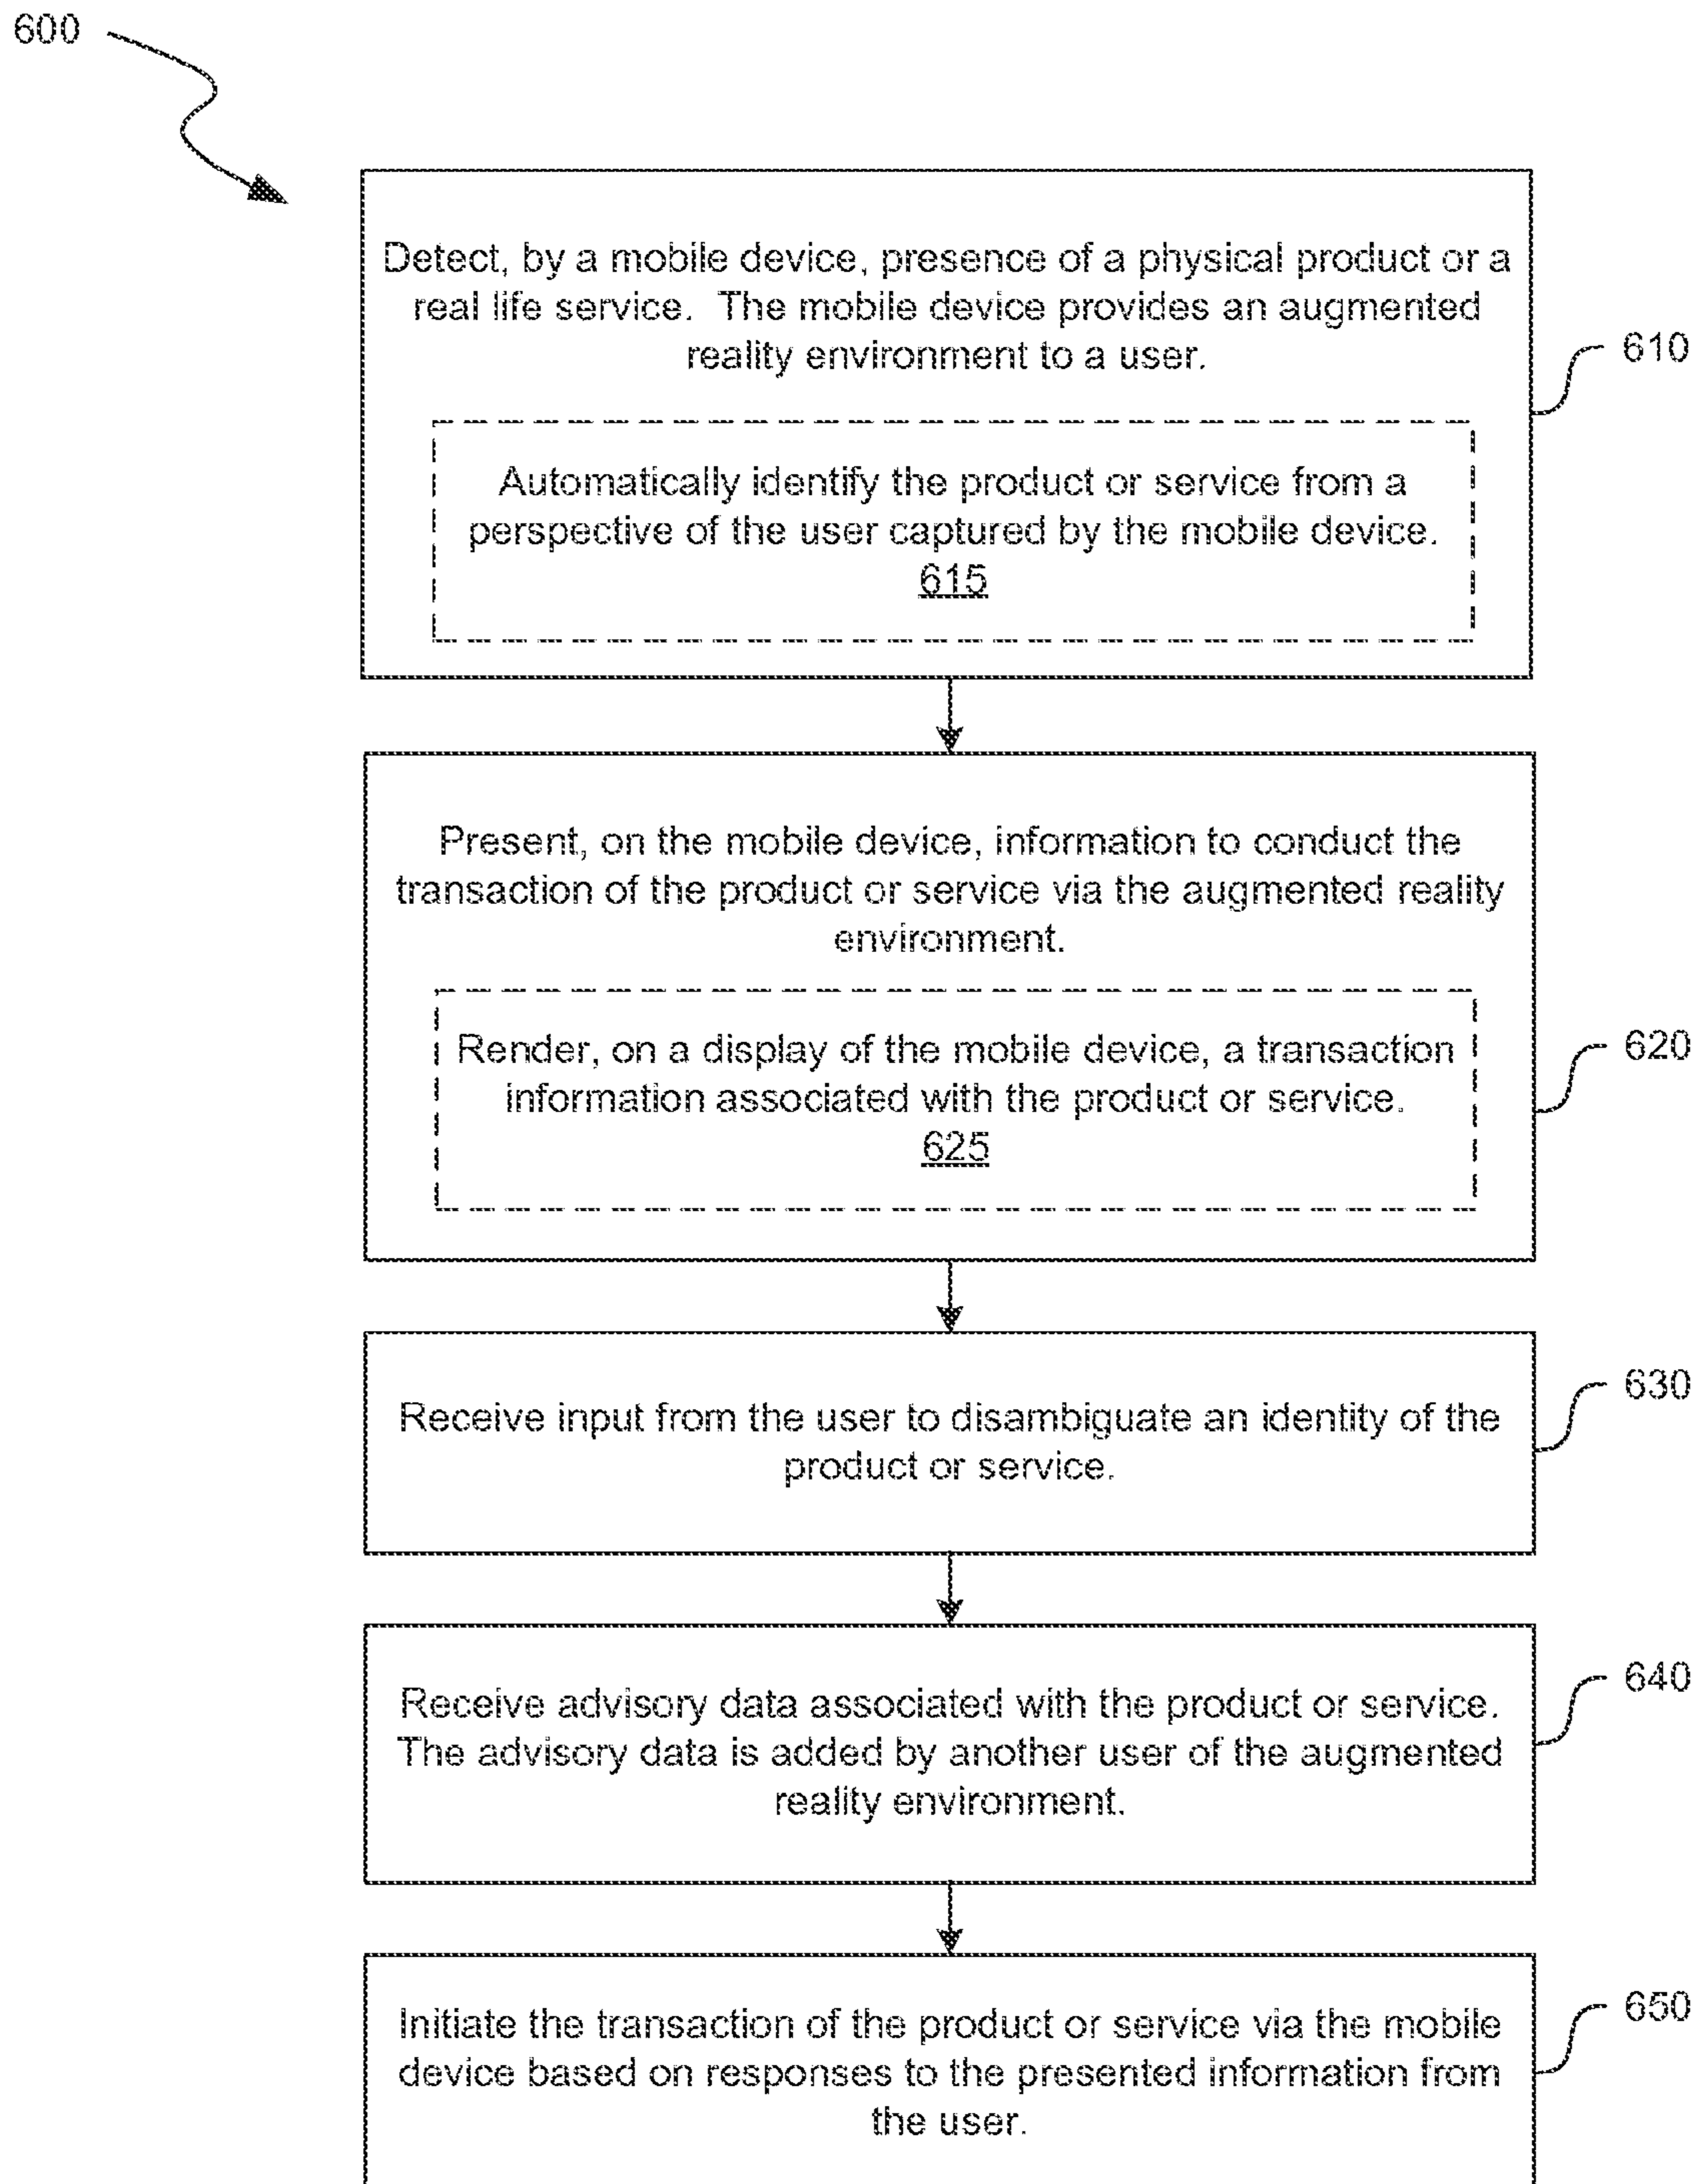 600
Detect, by a mobile device, presence of a physical product or a
real life service. The mobile device provides an augmented
reality environment to a user.
610
Automatically identify the product or service from a
perspective of the user captured by the mobile device.
615
Present, on the mobile device, information to conduct the
transaction of the product or service via the augmented reality
environment.
Render, on a display of the mobile device, a transaction
information associated with the product or service.
625
620
Receive input from the user to disambiguate an identity of the
product or service.
630
Receive advisory data associated with the product or service.
The advisory data is added by another user of the augmented
reality environment.
640
Initiate the transaction of the product or service via the mobile
device based on responses to the presented information from
the user.
650